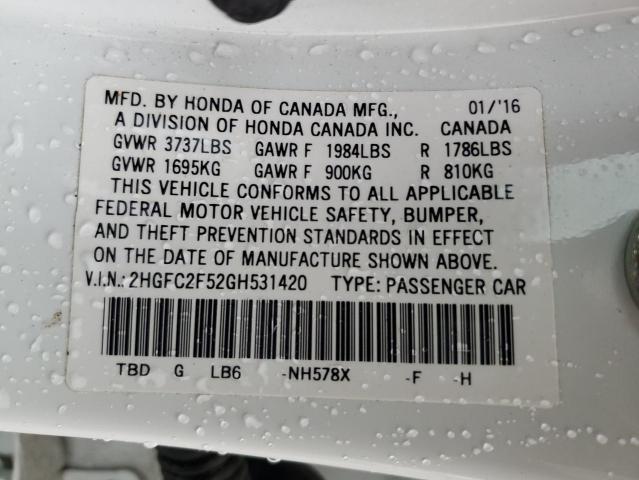 MFD. BY HONDA OF CANADA MFG., 01/'16
A DIVISION OF HONDA CANADA INC. CANADA
GVWR 3737LBS GAWR F 1984LBS R 1786LBS
GVWR 1695KG GAWR F 900KG R 810KG
THIS VEHICLE CONFORMS TO ALL APPLICABLE
FEDERAL MOTOR VEHICLE SAFETY, BUMPER,
AND THEFT PREVENTION STANDARDS IN EFFECT
ON THE DATE OF MANUFACTURE SHOWN ABOVE.
V.I.N.: 2HGFC2F52GH531420 TYPE: PASSENGER CAR
TBD G LB6 -NH578X -F -H